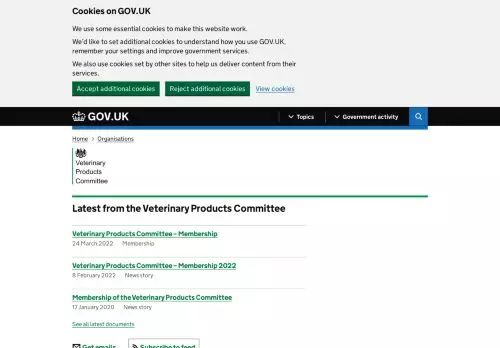 Cookies on GOV.UK
We use some essential cookies to make this website work.
We'd like to set additional cookies to understand how you use GOV.UK,
remember your settings and improve government services.
We also use cookies set by other sites to help us deliver content from their
services.
Accept additional cookies Reject additional cookies View cookies
GOV.UK Topics Government activity
Home Organisations
Veterinary
Products
Committee
Latest from the Veterinary Products Committee
Veterinary Products Committee – Membership
24 March 2022 Membership
Veterinary Products Committee – Membership 2022
8 February 2022 News story
Membership of the Veterinary Products Committee
17 January 2020 News story
See all latest documents
Get emails Subscribe to feed